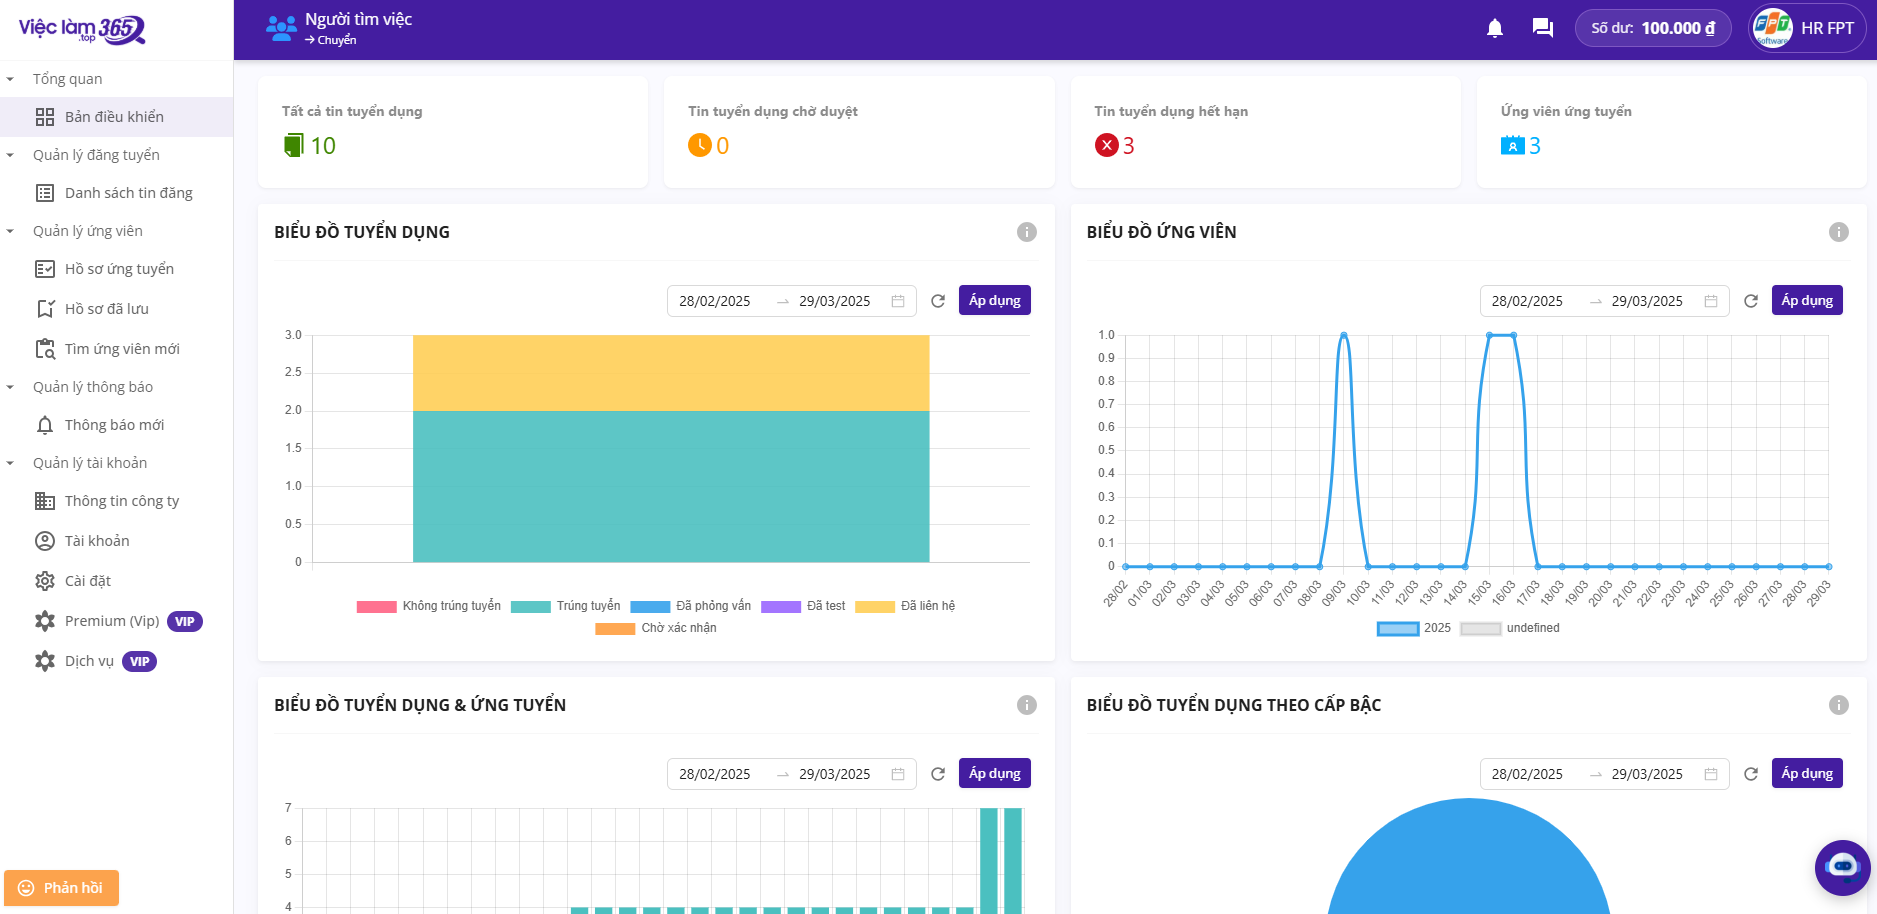 Việc làm 365
.top
Người tìm việc
Chuyển
Số dư: 100.000 ₫
FPT
Software
HR FPT
Tổng quan
Bản điều khiển
Quản lý đăng tuyển
Danh sách tin đăng
Quản lý ứng viên
Hồ sơ ứng tuyển
Hồ sơ đã lưu
Tìm ứng viên mới
Quản lý thông báo
Thông báo mới
Quản lý tài khoản
Thông tin công ty
Tài khoản
Cài đặt
Premium (Vip) VIP
Dịch vụ VIP
Phản hồi
Tất cả tin tuyển dụng
10
Tin tuyển dụng chờ duyệt
0
Tin tuyển dụng hết hạn
3
Ứng viên ứng tuyển
3
BIỂU ĐỒ TUYỂN DỤNG
28/02/2025 → 29/03/2025
Áp dụng
3.0
2.5
2.0
1.5
1.0
0.5
0
Không trúng tuyển Trúng tuyển Đã phỏng vấn Đã test Đã liên hệ
Chờ xác nhận
BIỂU ĐỒ ỨNG VIÊN
28/02/2025 → 29/03/2025
Áp dụng
1.0
0.9
0.8
0.7
0.6
0.5
0.4
0.3
0.2
0.1
0
28/02 01/03 02/03 03/03 04/03 05/03 06/03 07/03 08/03 09/03 10/03 11/03 12/03 13/03 14/03 15/03 16/03 17/03 18/03 19/03 20/03 21/03 22/03 23/03 24/03 25/03 26/03 27/03 28/03 29/03
2025 undefined
BIỂU ĐỒ TUYỂN DỤNG & ỨNG TUYỂN
28/02/2025 → 29/03/2025
Áp dụng
7
6
5
4
BIỂU ĐỒ TUYỂN DỤNG THEO CẤP BẬC
28/02/2025 → 29/03/2025
Áp dụng